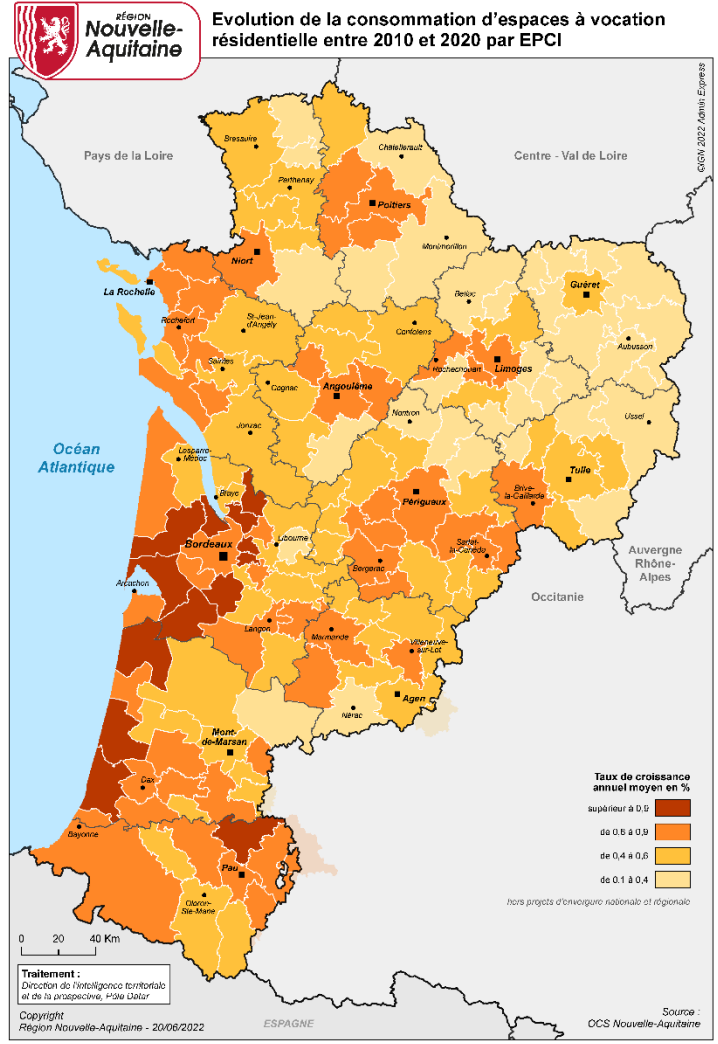 RÉGION
Nouvelle-
Aquitaine
Evolution de la consommation d'espaces à vocation
résidentielle entre 2010 et 2020 par EPCI
©IGN 2022 Admin Express
Pays de la Loire
Centre - Val de Loire
Bressuire
Châtellerault
Parthenay
Poitiers
Montmorillon
Niort
La Rochelle
Guéret
Bellac
Rochefort
St-Jean-
d'Angély
Confolens
Aubusson
Saintes
Rochechouart
Limoges
Cognac
Angoulême
Nontron
Ussel
Jonzac
Océan
Atlantique
Lesparre-
Médoc
Tulle
Blaye
Périgueux
Brive-
la-Gaillarde
Bordeaux
Libourne
Sarlat-
la-Canéda
Auvergne
Rhône-
Alpes
Bergerac
Arcachon
Occitanie
Langon
Marmande
Villeneuve-
sur-Lot
Agen
Nérac
Mont-
de-Marsan
Dax
Taux de croissance
annuel moyen en %
supérieur à 0,9
de 0.6 à 0,9
de 0,4 à 0,6
de 0.1 à 0,4
hors projets d'envergure nationale et régionale
Bayonne
Pau
Oloron-
Ste-Marie
0 20 40 Km
Traitement :
Direction de l'intelligence territoriale
et de la prospective, Pôle Datar
Copyright
Région Nouvelle-Aquitaine - 20/06/2022
ESPAGNE
Source :
OCS Nouvelle-Aquitaine